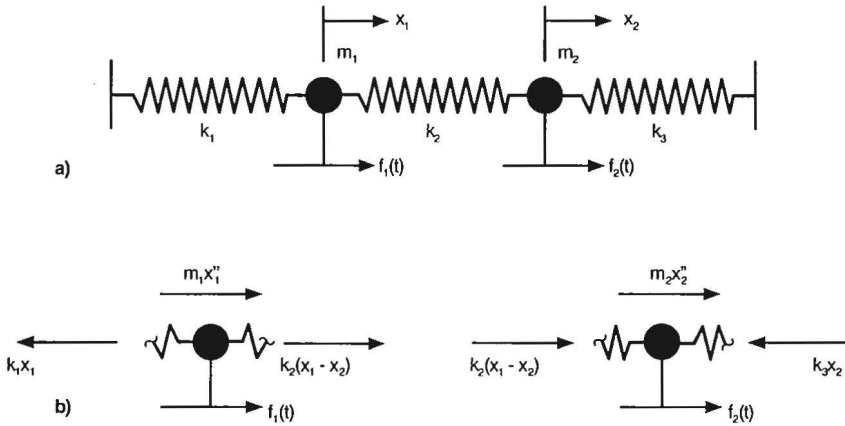 x₁ x₂
m₁ m₂
k₁ k₂ k₃
a) f₁(t) f₂(t)
m₁x₁'' m₂x₂''
k₁x₁ k₂(x₁ - x₂) k₂(x₁ - x₂) k₃x₂
b) f₁(t) f₂(t)